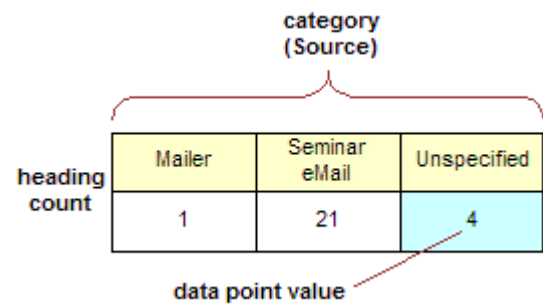 category
(Source)
Mailer
Seminar
eMail
Unspecified
heading
count
1
21
4
data point value